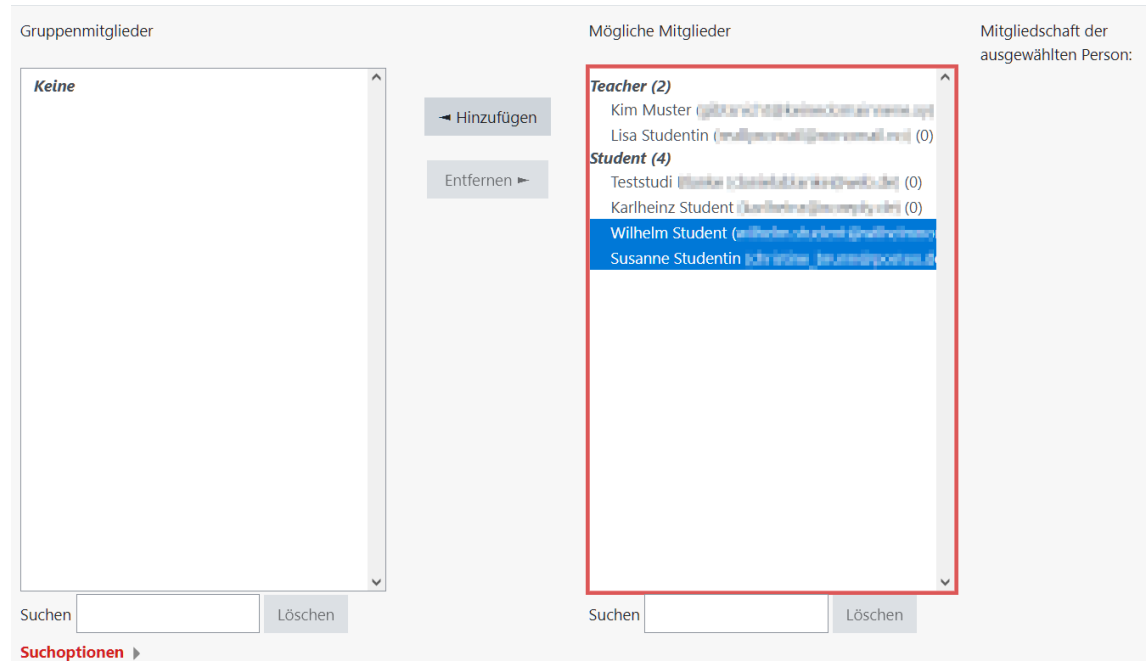 Gruppenmitglieder
Keine
◄ Hinzufügen
Entfernen ►
Mögliche Mitglieder
Teacher (2)
Kim Muster (
Lisa Studentin ( (0)
Student (4)
Teststudi (0)
Karlheinz Student (0)
Wilhelm Student (
Susanne Studentin
Mitgliedschaft der
ausgewählten Person:
Suchen
Löschen
Suchen
Löschen
Suchoptionen